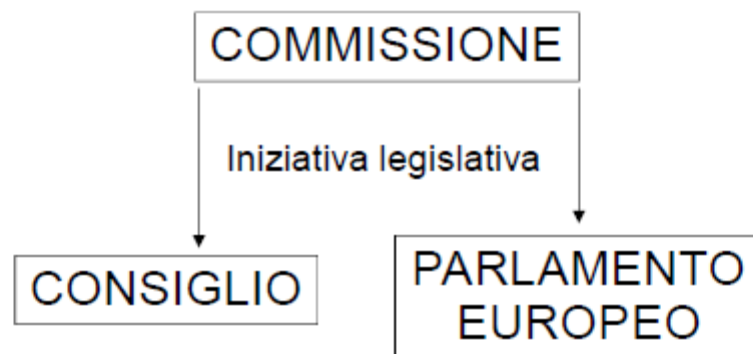 COMMISSIONE
Iniziativa legislativa
CONSIGLIO
PARLAMENTO
EUROPEO